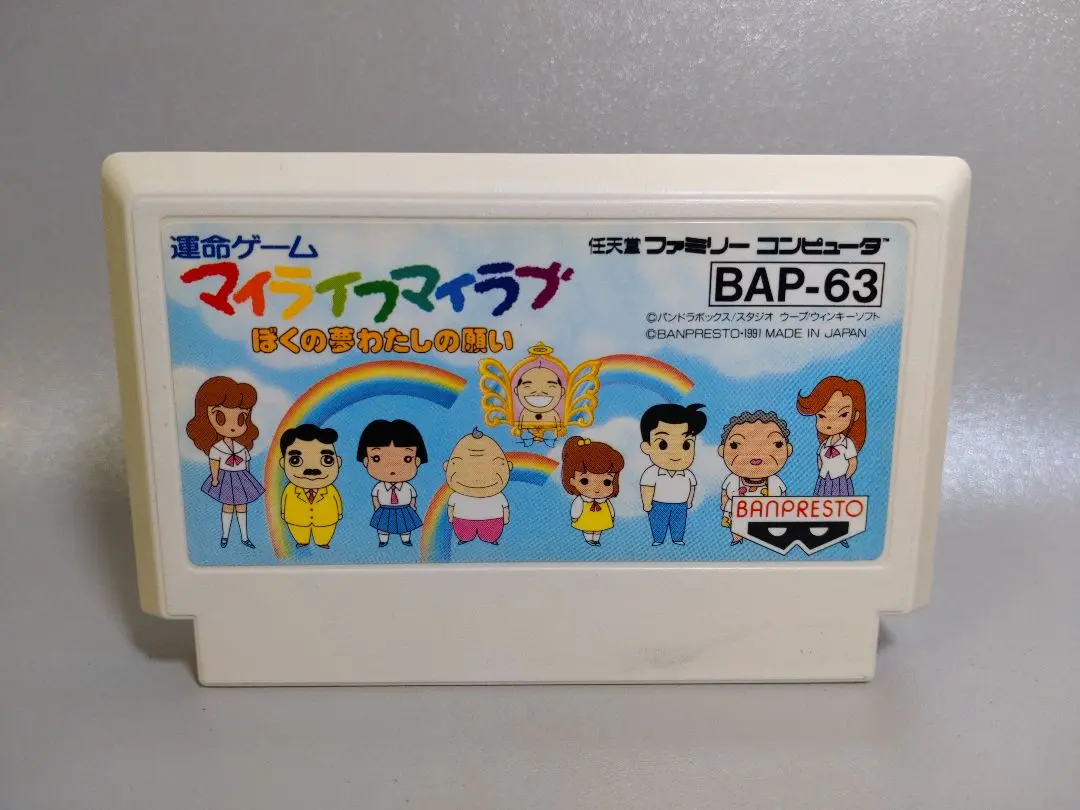 運命ゲーム
マイライフマイラブ
ぼくの夢わたしの願い
任天堂 ファミリー コンピュータ™
BAP-63
©パンドラボックス/スタジオ ウープ/ウィンキーソフト
©BANPRESTO・1991 MADE IN JAPAN
BANPRESTO